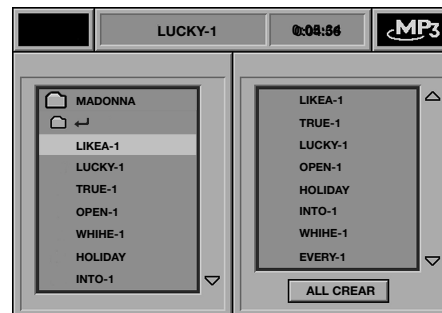 LUCKY-1
MP3
MADONNA
LIKEA-1
LUCKY-1
TRUE-1
OPEN-1
WHIHE-1
HOLIDAY
INTO-1
LIKEA-1
TRUE-1
LUCKY-1
OPEN-1
HOLIDAY
INTO-1
WHIHE-1
EVERY-1
ALL CREAR